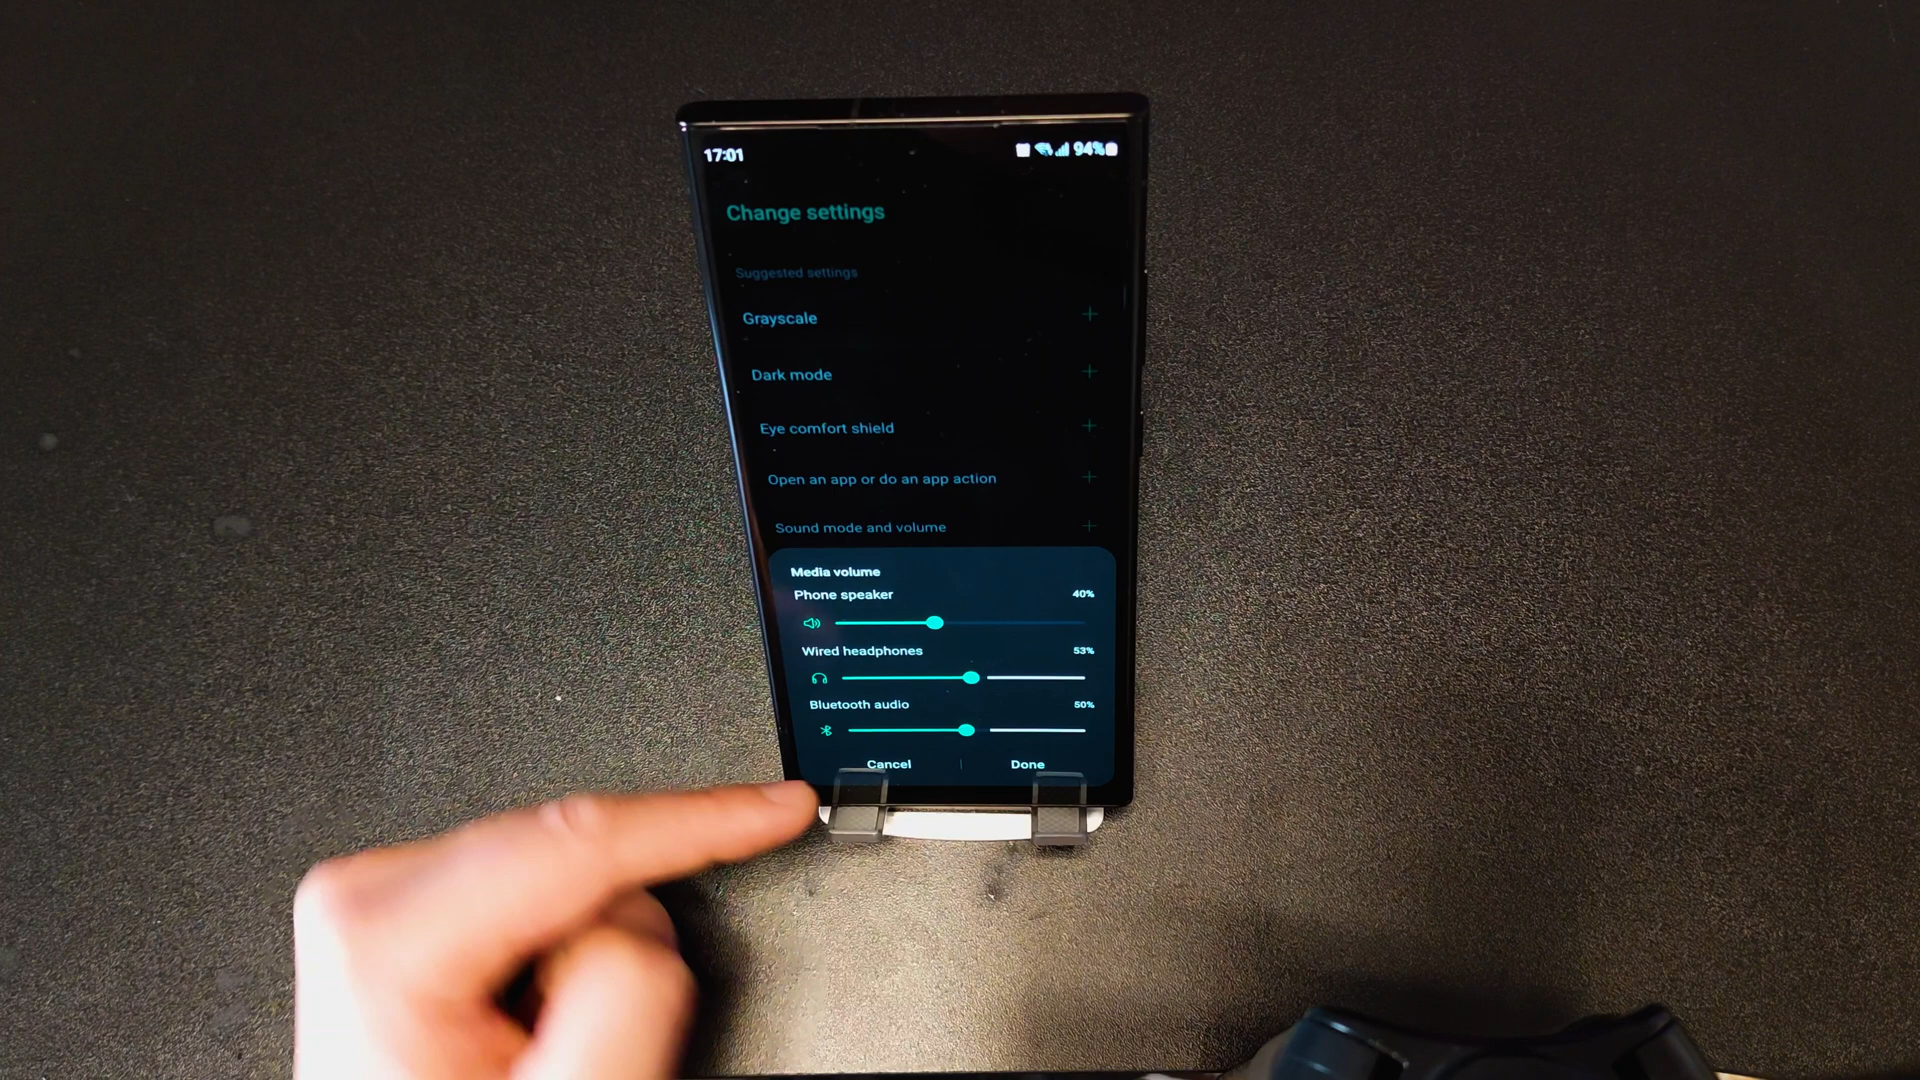 17:01
94%
Change settings
Suggested settings
Grayscale
Dark mode
Eye comfort shield
Open an app or do an app action
Sound mode and volume
Media volume
Phone speaker 40%
Wired headphones 53%
Bluetooth audio 50%
Cancel Done